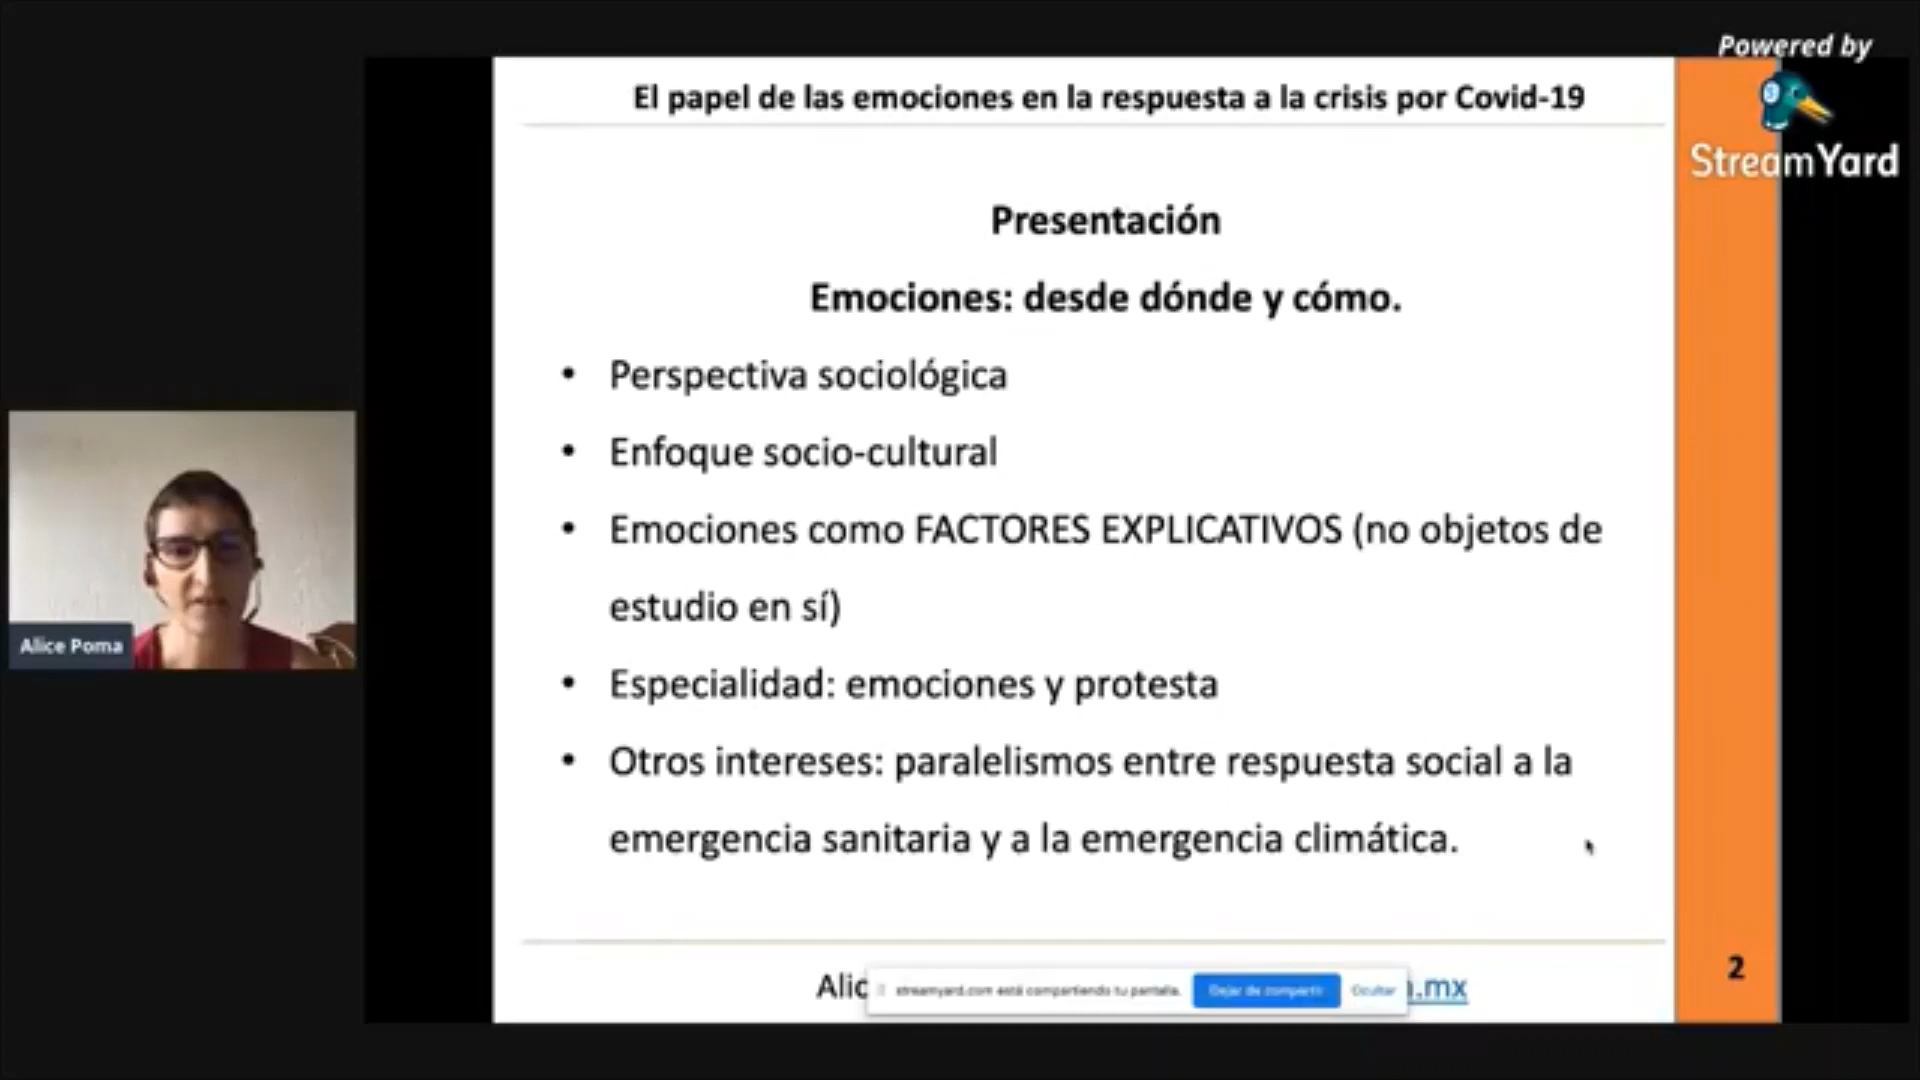 Powered by
StreamYard
El papel de las emociones en la respuesta a la crisis por Covid-19
Presentación
Emociones: desde dónde y cómo.
• Perspectiva sociológica
• Enfoque socio-cultural
• Emociones como FACTORES EXPLICATIVOS (no objetos de
estudio en sí)
• Especialidad: emociones y protesta
• Otros intereses: paralelismos entre respuesta social a la
emergencia sanitaria y a la emergencia climática.
Alice Poma
2
Alic
streamyard.com está compartiendo tu pantalla. Dejar de compartir Ocultar
.mx